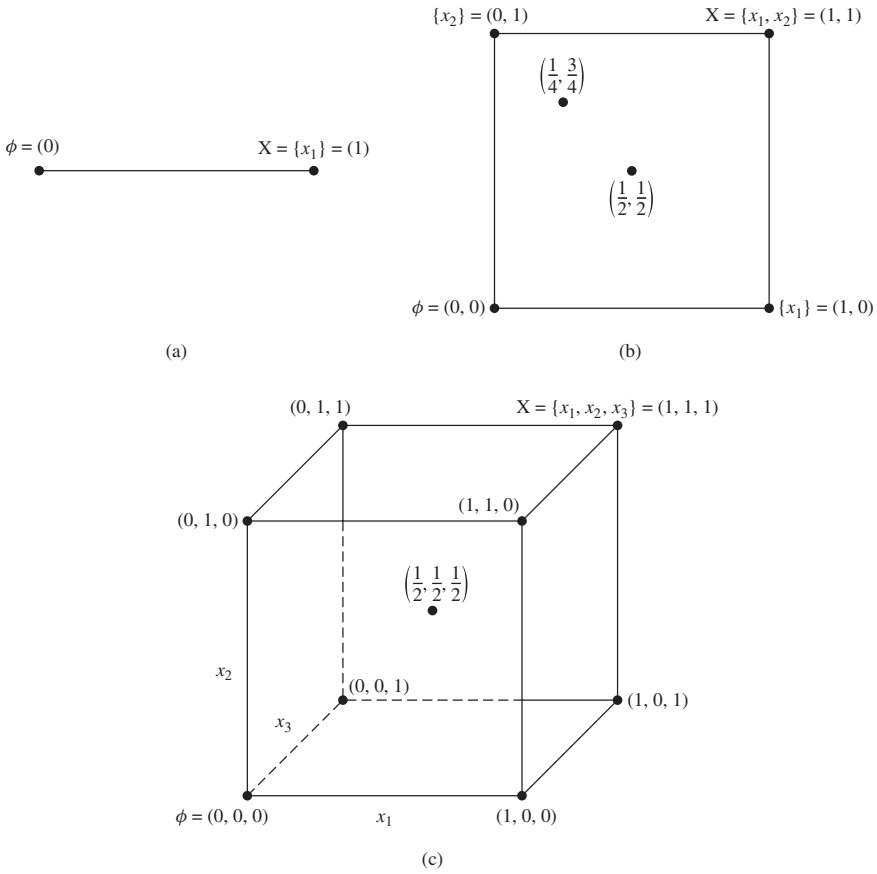 {x₂} = (0, 1)
X = {x₁, x₂} = (1, 1)
(1/4, 3/4)
ϕ = (0)
X = {x₁} = (1)
(1/2, 1/2)
ϕ = (0, 0)
{x₁} = (1, 0)
(a)
(b)
(0, 1, 1)
X = {x₁, x₂, x₃} = (1, 1, 1)
(0, 1, 0)
(1, 1, 0)
(1/2, 1/2, 1/2)
x₂
(0, 0, 1)
(1, 0, 1)
x₃
ϕ = (0, 0, 0)
x₁
(1, 0, 0)
(c)